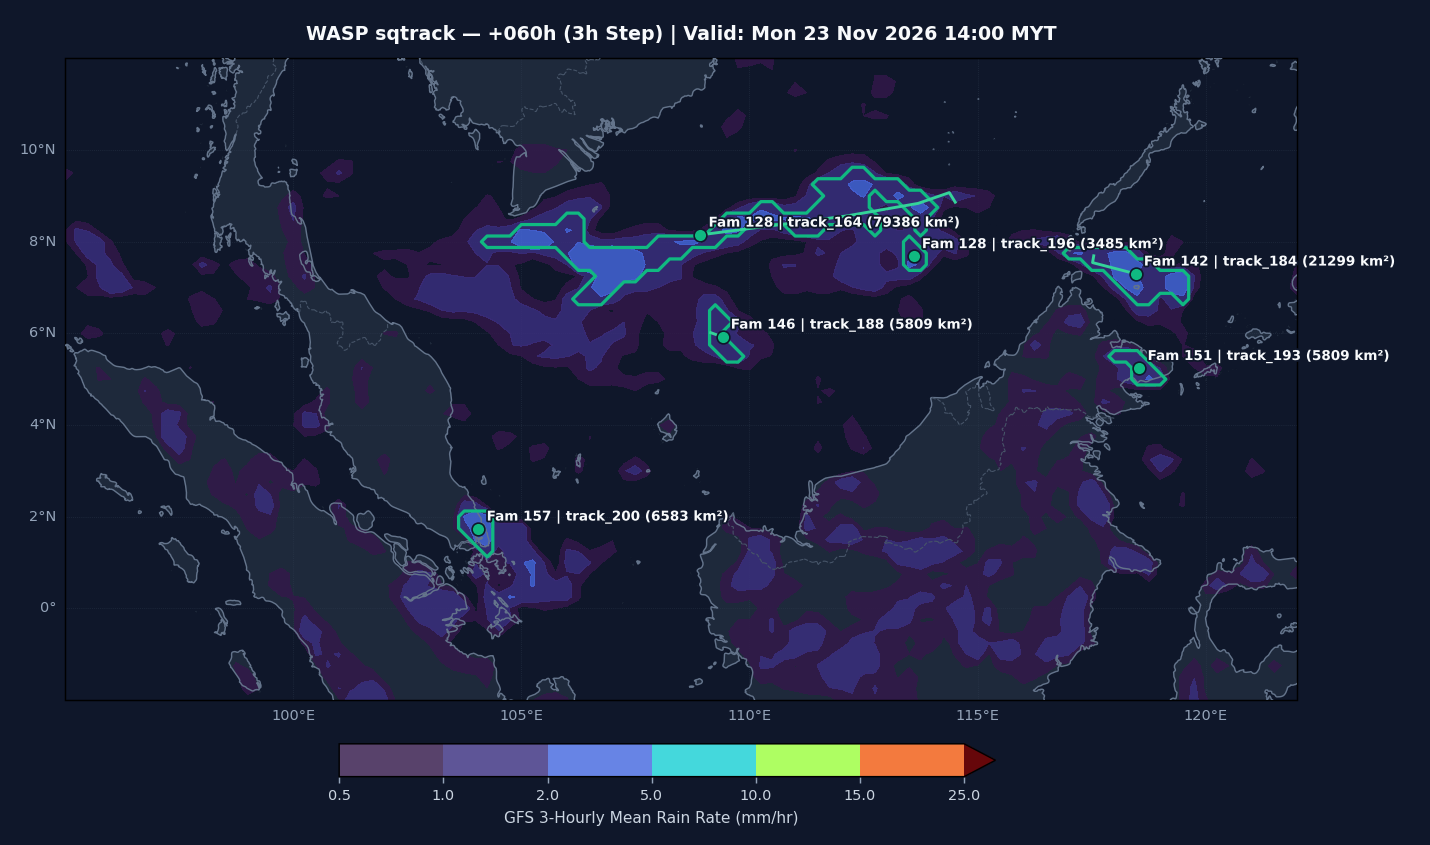 WASP sqtrack — +060h (3h Step) | Valid: Mon 23 Nov 2026 14:00 MYT
10°N
8°N
6°N
4°N
2°N
0°
Fam 128 | track_164 (79386 km²)
Fam 128 | track_196 (3485 km²)
Fam 142 | track_184 (21299 km²)
Fam 146 | track_188 (5809 km²)
Fam 151 | track_193 (5809 km²)
Fam 157 | track_200 (6583 km²)
100°E 105°E 110°E 115°E 120°E
0.5 1.0 2.0 5.0 10.0 15.0 25.0
GFS 3-Hourly Mean Rain Rate (mm/hr)